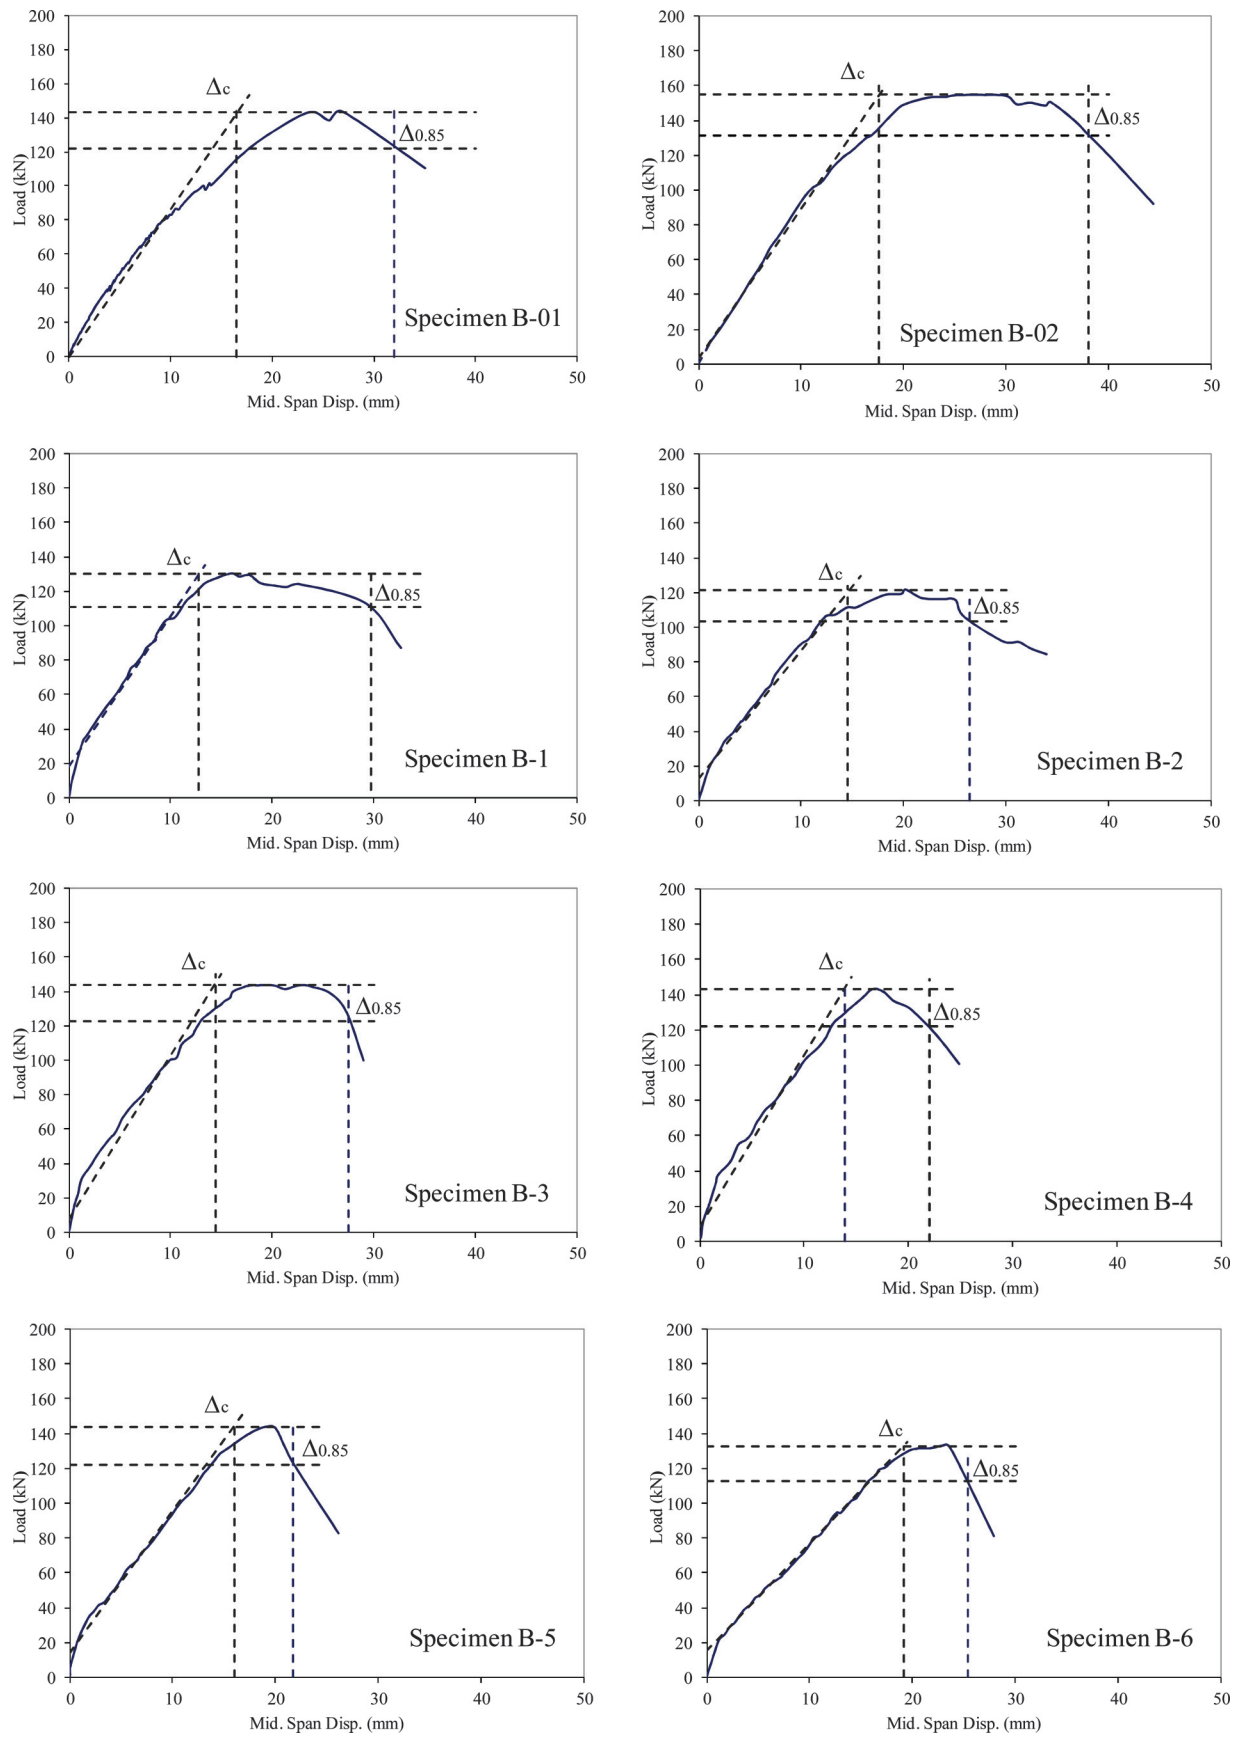 200
180
160
140
120
100
80
60
40
20
0
Load (kN)
Δc
Δ0.85
Specimen B-01
0 10 20 30 40 50
Mid. Span Disp. (mm)
200
180
160
140
120
100
80
60
40
20
0
Load (kN)
Δc
Δ0.85
Specimen B-02
0 10 20 30 40 50
Mid. Span Disp. (mm)
200
180
160
140
120
100
80
60
40
20
0
Load (kN)
Δc
Δ0.85
Specimen B-1
0 10 20 30 40 50
Mid. Span Disp. (mm)
200
180
160
140
120
100
80
60
40
20
0
Load (kN)
Δc
Δ0.85
Specimen B-2
0 10 20 30 40 50
Mid. Span Disp. (mm)
200
180
160
140
120
100
80
60
40
20
0
Load (kN)
Δc
Δ0.85
Specimen B-3
0 10 20 30 40 50
Mid. Span Disp. (mm)
200
180
160
140
120
100
80
60
40
20
0
Load (kN)
Δc
Δ0.85
Specimen B-4
0 10 20 30 40 50
Mid. Span Disp. (mm)
200
180
160
140
120
100
80
60
40
20
0
Load (kN)
Δc
Δ0.85
Specimen B-5
0 10 20 30 40 50
Mid. Span Disp. (mm)
200
180
160
140
120
100
80
60
40
20
0
Load (kN)
Δc
Δ0.85
Specimen B-6
0 10 20 30 40 50
Mid. Span Disp. (mm)